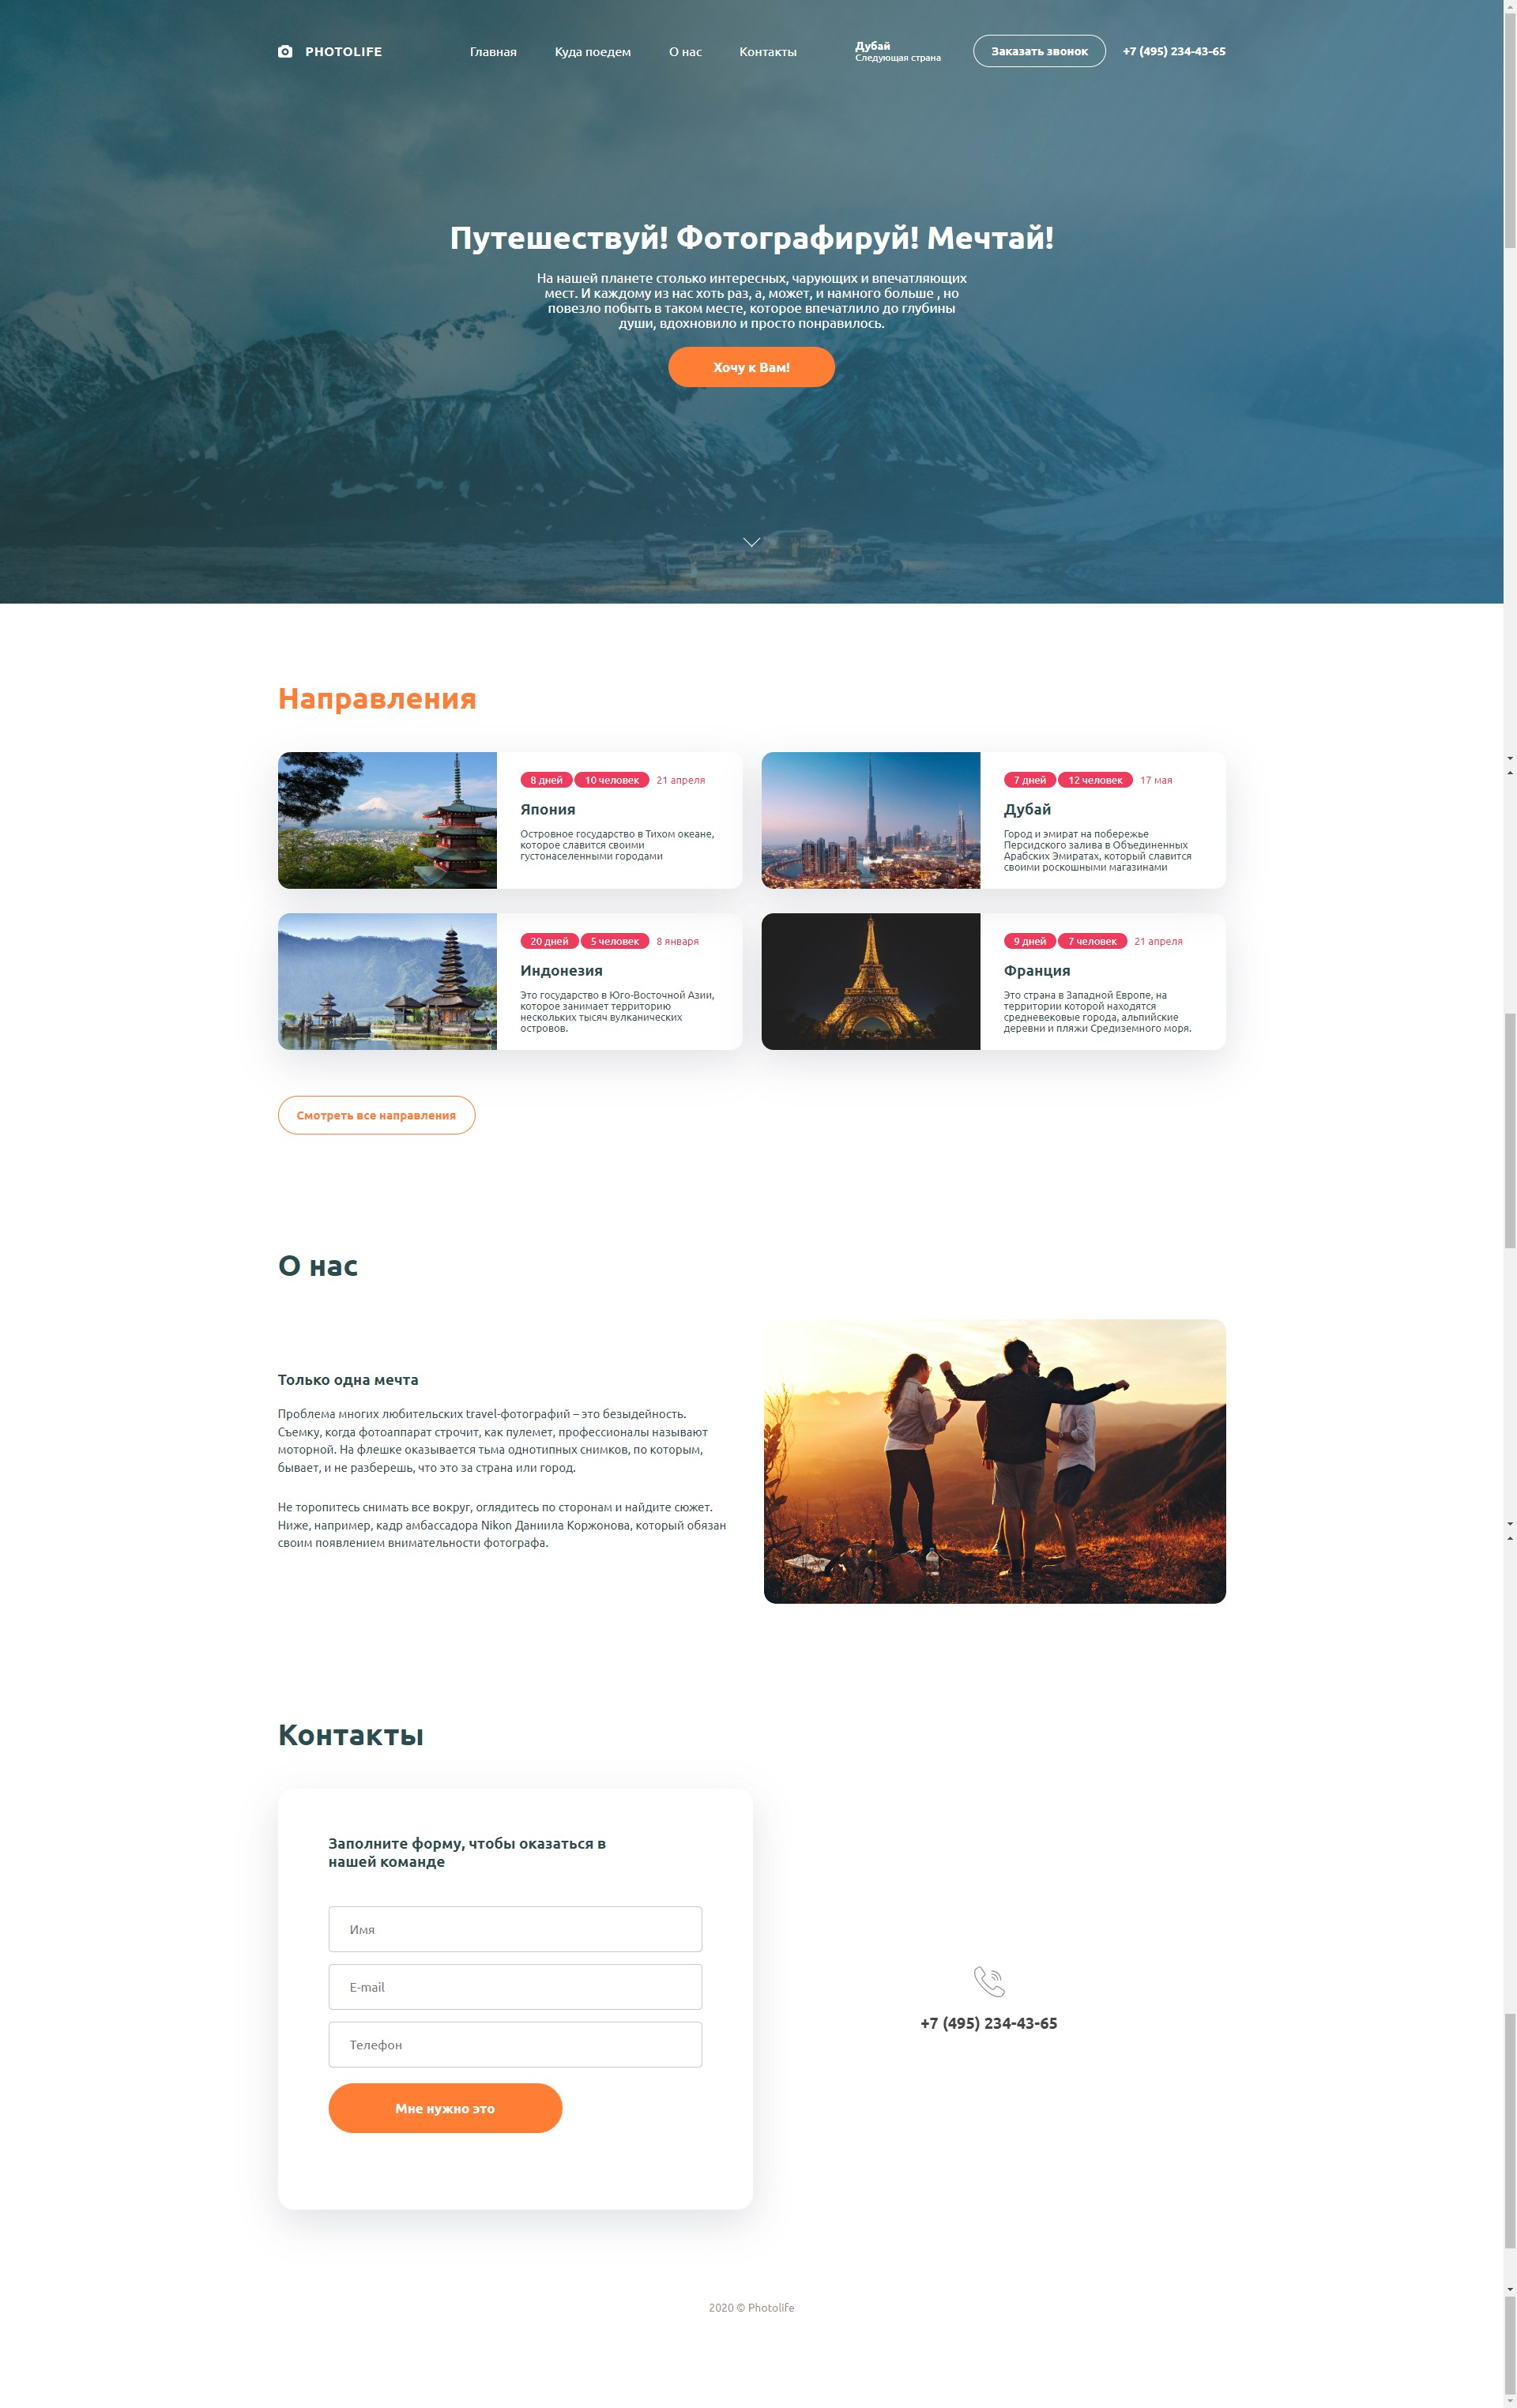 PHOTOLIFE
Главная
Куда поедем
О нас
Контакты
Дубай
Следующая страна
Заказать звонок
+7 (495) 234-43-65
Путешествуй! Фотографируй! Мечтай!
На нашей планете столько интересных, чарующих и впечатляющих
мест. И каждому из нас хоть раз, а, может, и намного больше , но
повезло побыть в таком месте, которое впечатлило до глубины
души, вдохновило и просто понравилось.
Хочу к Вам!
Направления
8 дней
10 человек
21 апреля
Япония
Островное государство в Тихом океане,
которое славится своими
густонаселенными городами
7 дней
12 человек
17 мая
Дубай
Город и эмират на побережье
Персидского залива в Объединенных
Арабских Эмиратах, который славится
своими роскошными магазинами
20 дней
5 человек
8 января
Индонезия
Это государство в Юго-Восточной Азии,
которое занимает территорию
нескольких тысяч вулканических
островов.
9 дней
7 человек
21 апреля
Франция
Это страна в Западной Европе, на
территории которой находятся
средневековые города, альпийские
деревни и пляжи Средиземного моря.
Смотреть все направления
О нас
Только одна мечта
Проблема многих любительских travel-фотографий – это безыдейность.
Съемку, когда фотоаппарат строчит, как пулемет, профессионалы называют
моторной. На флешке оказывается тьма однотипных снимков, по которым,
бывает, и не разберешь, что это за страна или город.
Не торопитесь снимать все вокруг, оглядитесь по сторонам и найдите сюжет.
Ниже, например, кадр амбассадора Nikon Даниила Коржонова, который обязан
своим появлением внимательности фотографа.
Контакты
Заполните форму, чтобы оказаться в
нашей команде
Имя
E-mail
Телефон
Мне нужно это
+7 (495) 234-43-65
2020 © Photolife